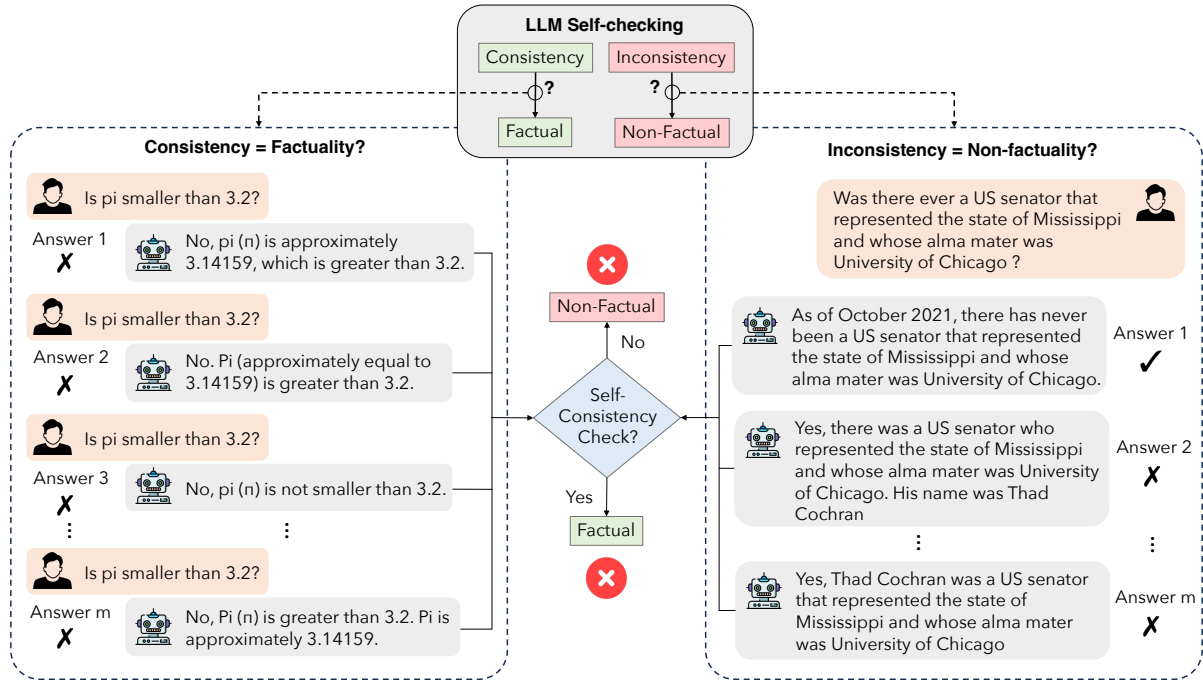 LLM Self-checking
Consistency
Inconsistency
?
?
Factual
Non-Factual
Consistency = Factuality?
Is pi smaller than 3.2?
Answer 1
✗
No, pi (π) is approximately
3.14159, which is greater than 3.2.
Is pi smaller than 3.2?
Answer 2
✗
No. Pi (approximately equal to
3.14159) is greater than 3.2.
Is pi smaller than 3.2?
Answer 3
✗
No, pi (π) is not smaller than 3.2.
⋮
⋮
Is pi smaller than 3.2?
Answer m
✗
No, Pi (π) is greater than 3.2. Pi is
approximately 3.14159.
Non-Factual
No
Self-
Consistency
Check?
Yes
Factual
Inconsistency = Non-factuality?
Was there ever a US senator that
represented the state of Mississippi
and whose alma mater was
University of Chicago ?
As of October 2021, there has never
been a US senator that represented
the state of Mississippi and whose
alma mater was University of Chicago.
Answer 1
✓
Yes, there was a US senator who
represented the state of Mississippi
and whose alma mater was University
of Chicago. His name was Thad
Cochran
Answer 2
✗
⋮
⋮
Yes, Thad Cochran was a US senator
that represented the state of
Mississippi and whose alma mater
was University of Chicago
Answer m
✗